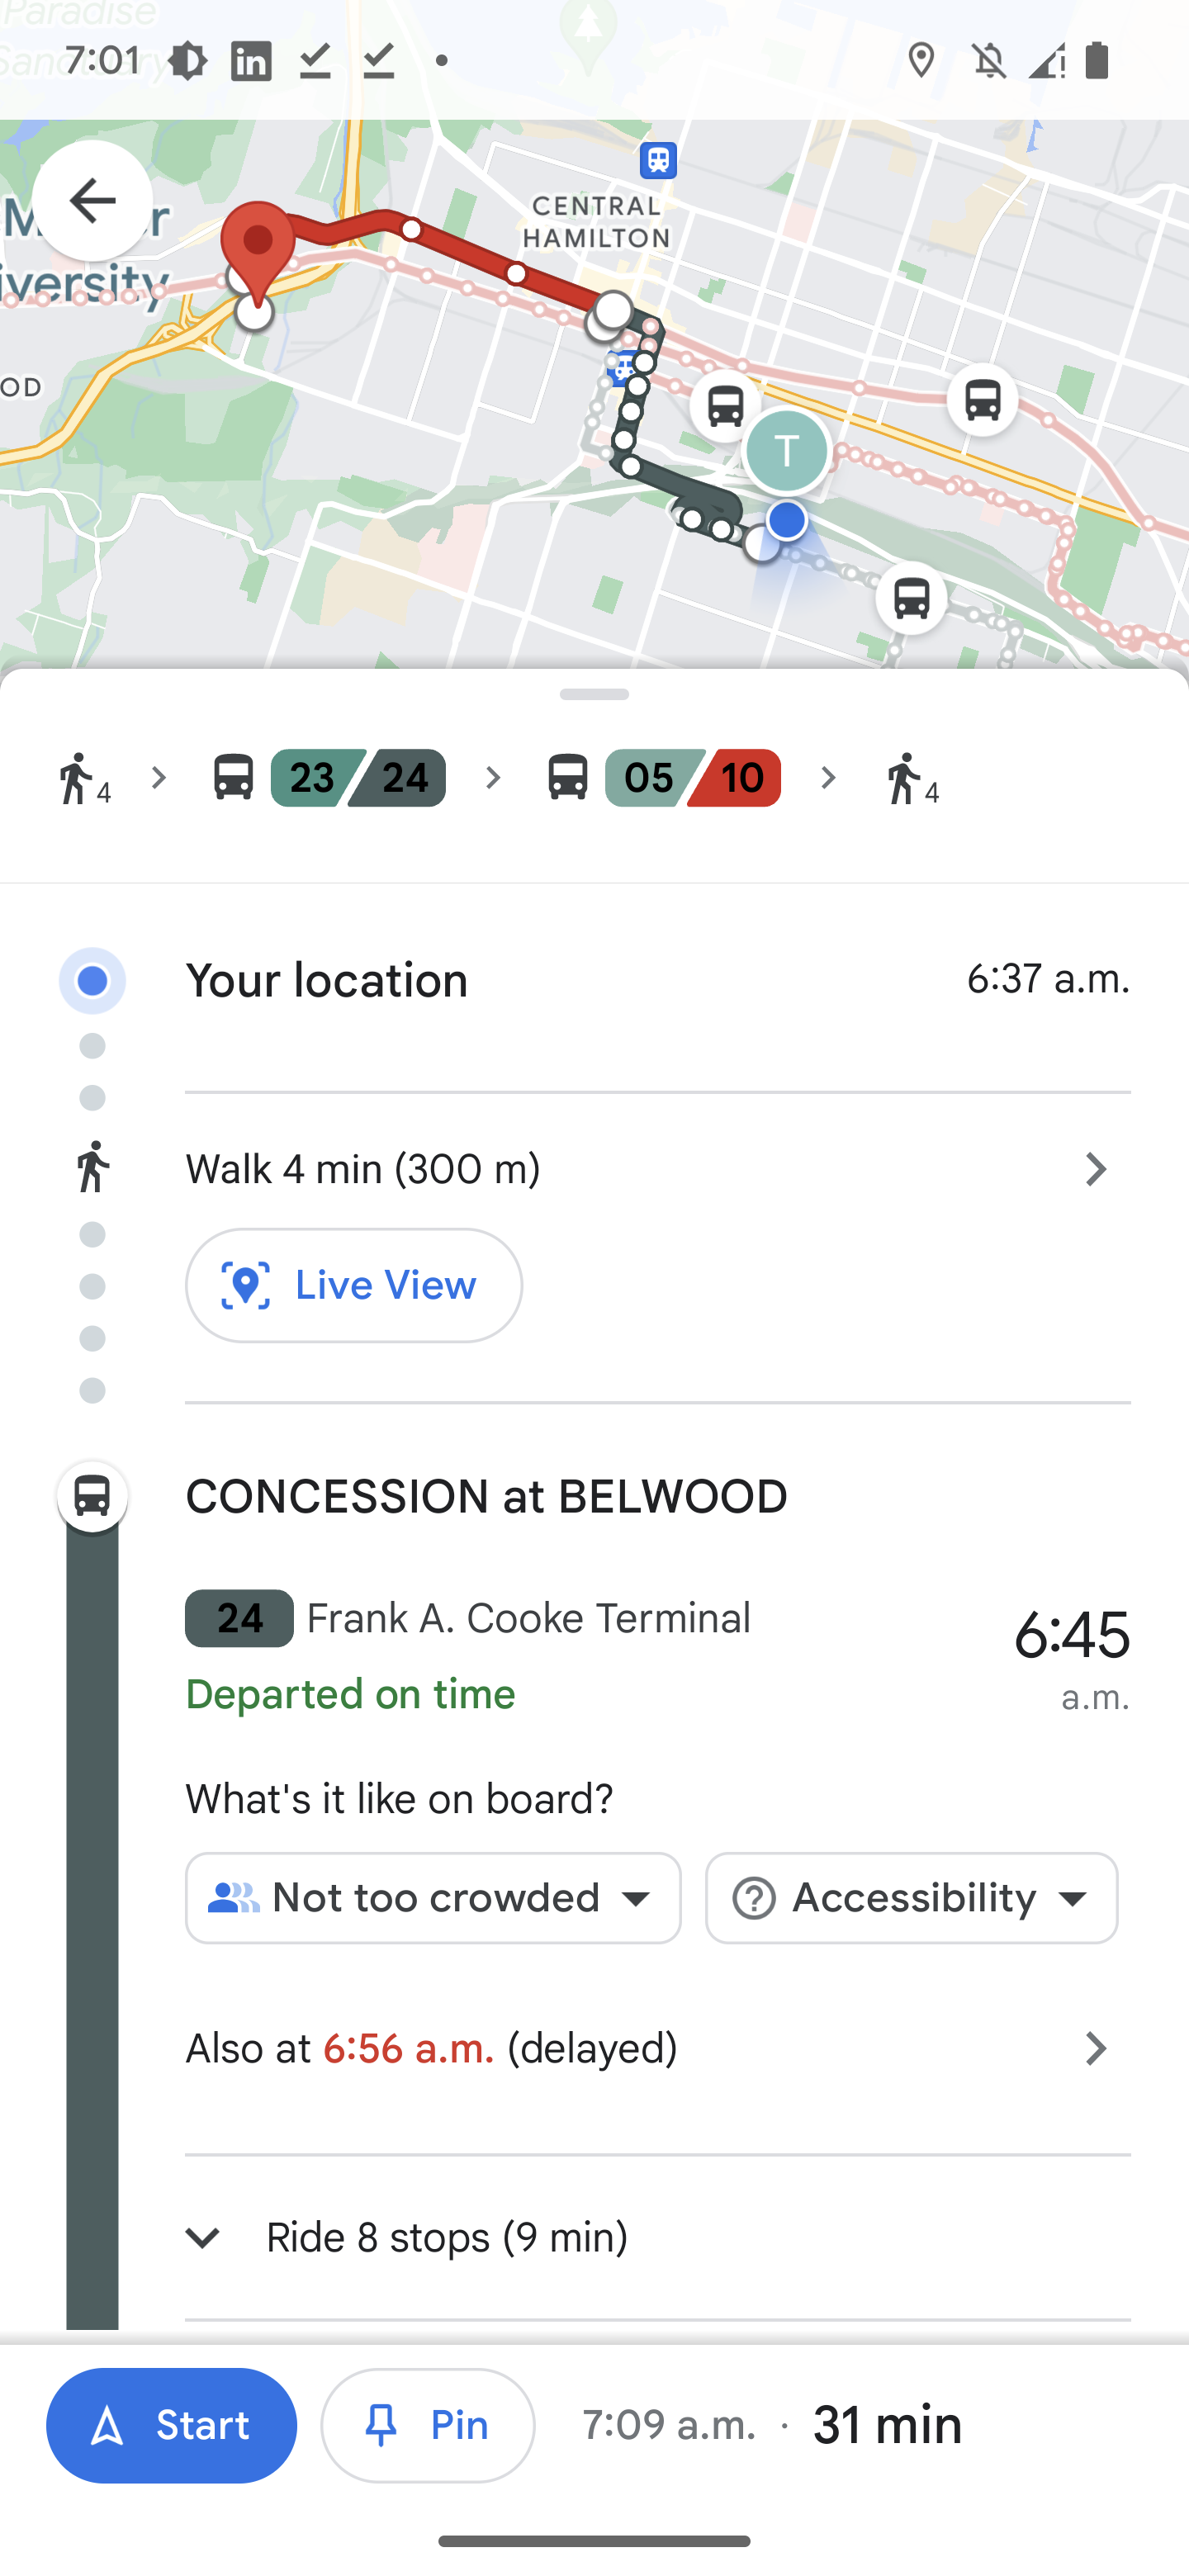 Paradise
Sanctuary
7:01
CENTRAL
HAMILTON
iversity
OD
T
4
23
24
05
10
4
Your location
6:37 a.m.
Walk 4 min (300 m)
Live View
CONCESSION at BELWOOD
24 Frank A. Cooke Terminal
6:45
a.m.
Departed on time
What's it like on board?
Not too crowded
Accessibility
Also at 6:56 a.m. (delayed)
Ride 8 stops (9 min)
Start
Pin
7:09 a.m. · 31 min